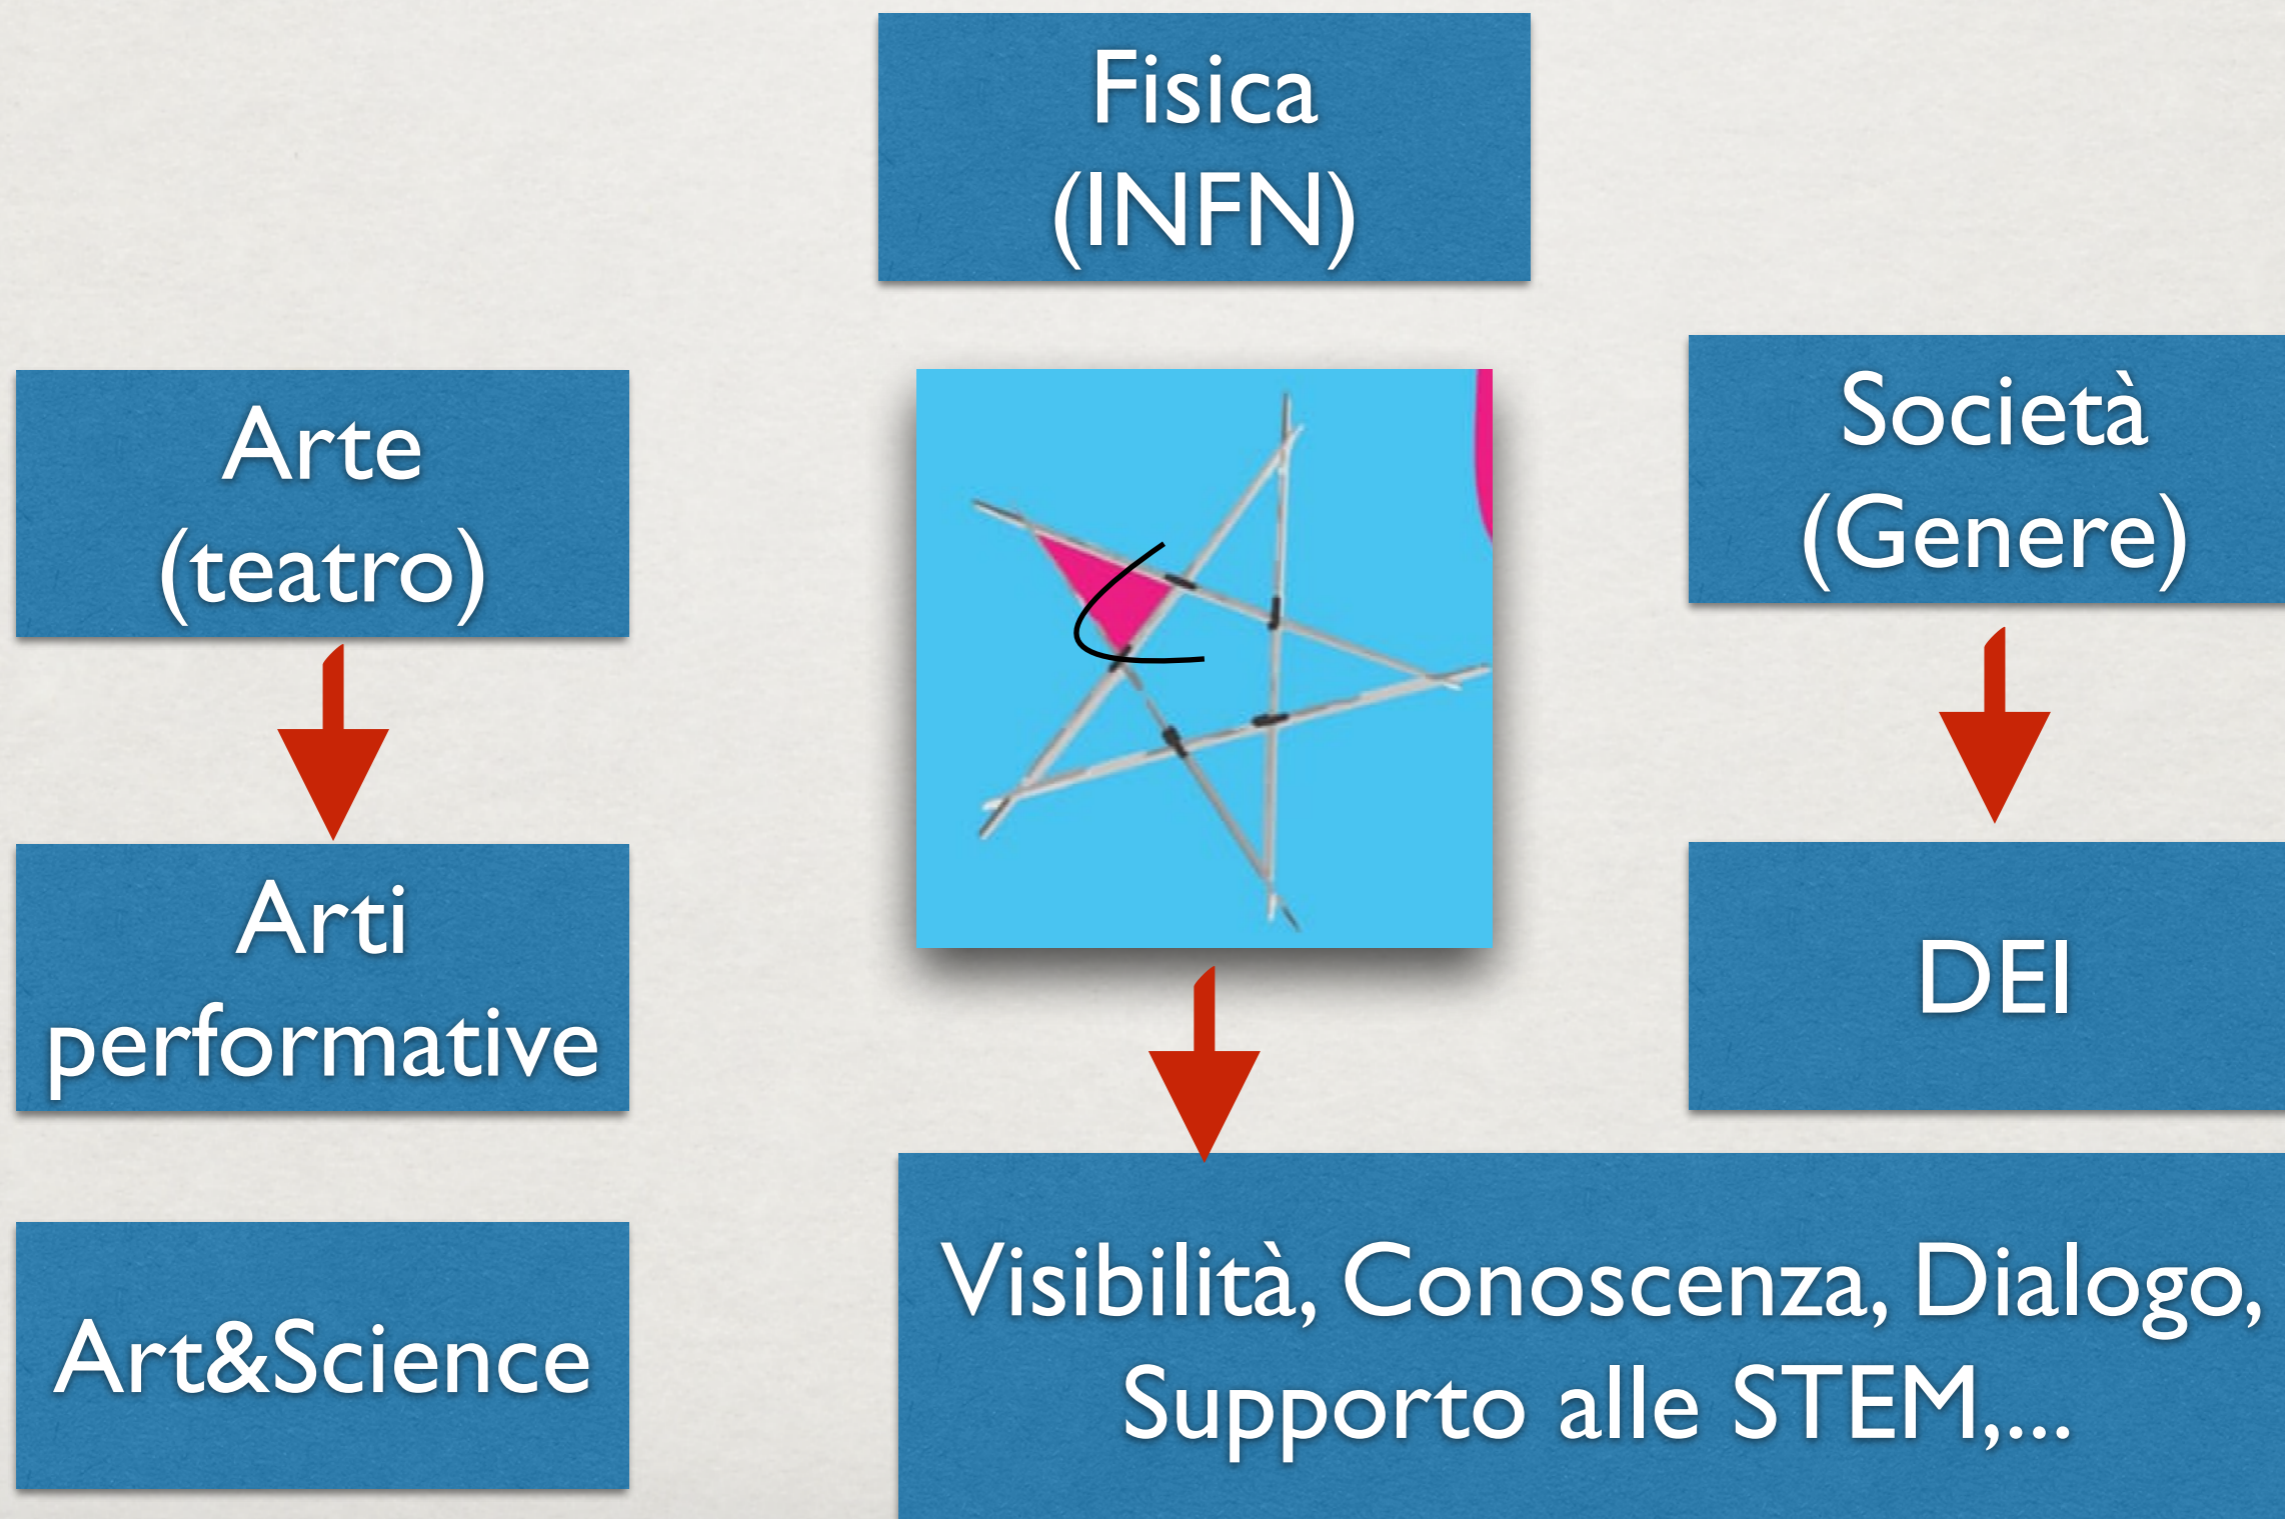 Fisica
(INFN)
Arte
(teatro)
Società
(Genere)
Arti
performative
DEI
Art&Science
Visibilità, Conoscenza, Dialogo,
Supporto alle STEM,...